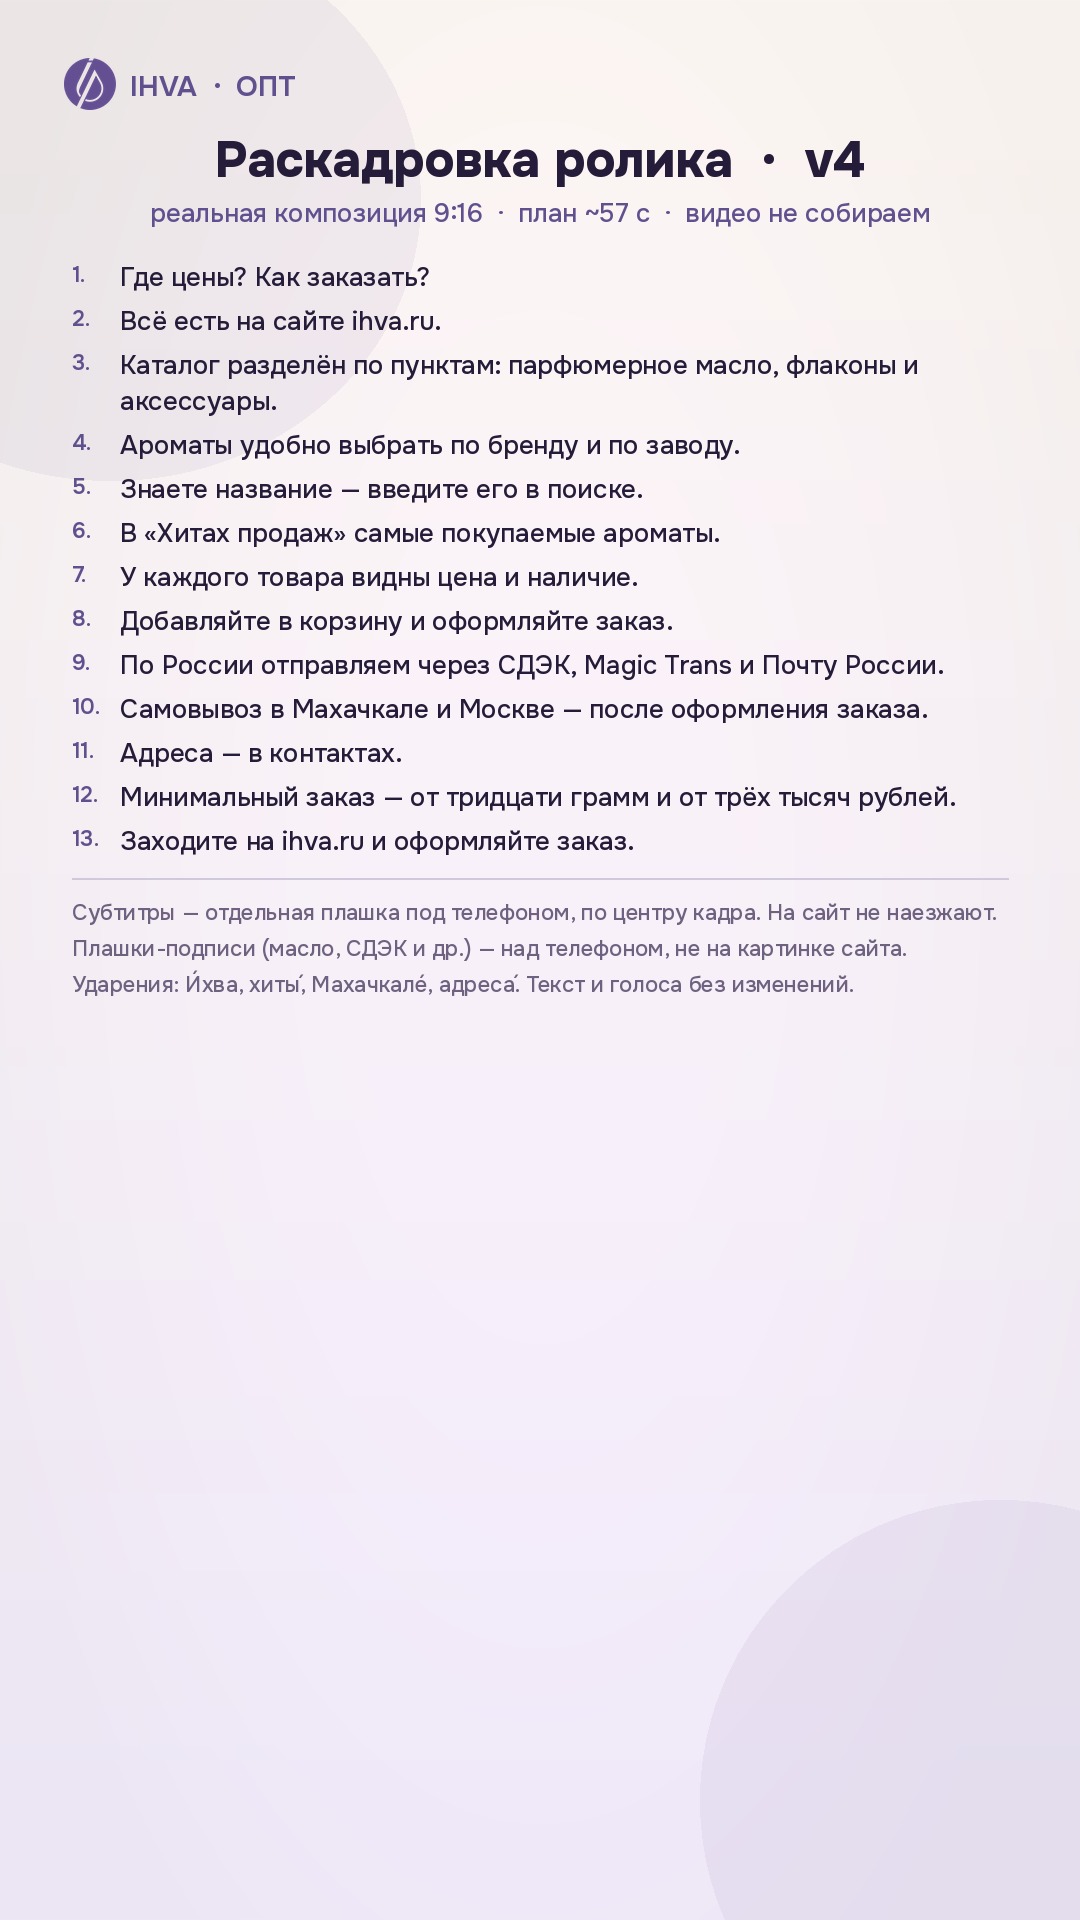 IHVA · ОПТ
Раскадровка ролика · v4
реальная композиция 9:16 · план ~57 с · видео не собираем
1. Где цены? Как заказать?
2. Всё есть на сайте ihva.ru.
3. Каталог разделён по пунктам: парфюмерное масло, флаконы и
аксессуары.
4. Ароматы удобно выбрать по бренду и по заводу.
5. Знаете название — введите его в поиске.
6. В «Хитах продаж» самые покупаемые ароматы.
7. У каждого товара видны цена и наличие.
8. Добавляйте в корзину и оформляйте заказ.
9. По России отправляем через СДЭК, Magic Trans и Почту России.
10. Самовывоз в Махачкале и Москве — после оформления заказа.
11. Адреса — в контактах.
12. Минимальный заказ — от тридцати грамм и от трёх тысяч рублей.
13. Заходите на ihva.ru и оформляйте заказ.
Субтитры — отдельная плашка под телефоном, по центру кадра. На сайт не наезжают.
Плашки-подписи (масло, СДЭК и др.) — над телефоном, не на картинке сайта.
Ударения: И́хва, хиты́, Махачкале́, адреса́. Текст и голоса без изменений.